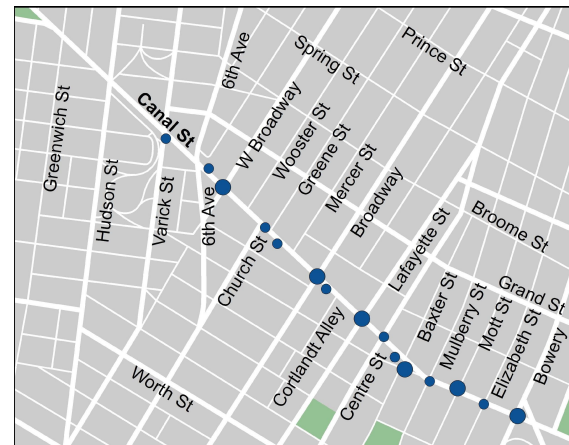 Prince St
Spring St
6th Ave
Canal St
W Broadway
Wooster St
Greene St
Mercer St
Greenwich St
Hudson St
Varick St
6th Ave
Broadway
Church St
Lafayette St
Broome St
Grand St
Baxter St
Mulberry St
Mott St
Elizabeth St
Bowery
Cortlandt Alley
Centre St
Worth St